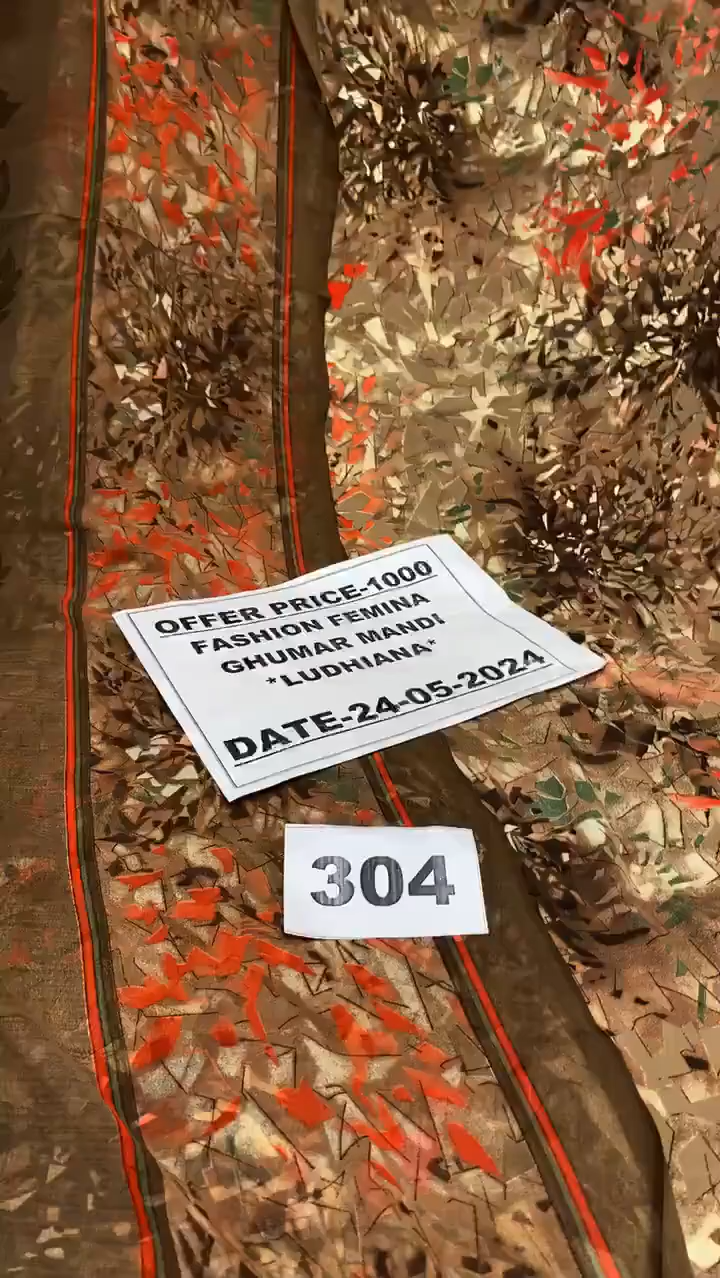 OFFER PRICE-1000
FASHION FEMINA
GHUMAR MANDI
*LUDHIANA*
DATE-24-05-2024
304